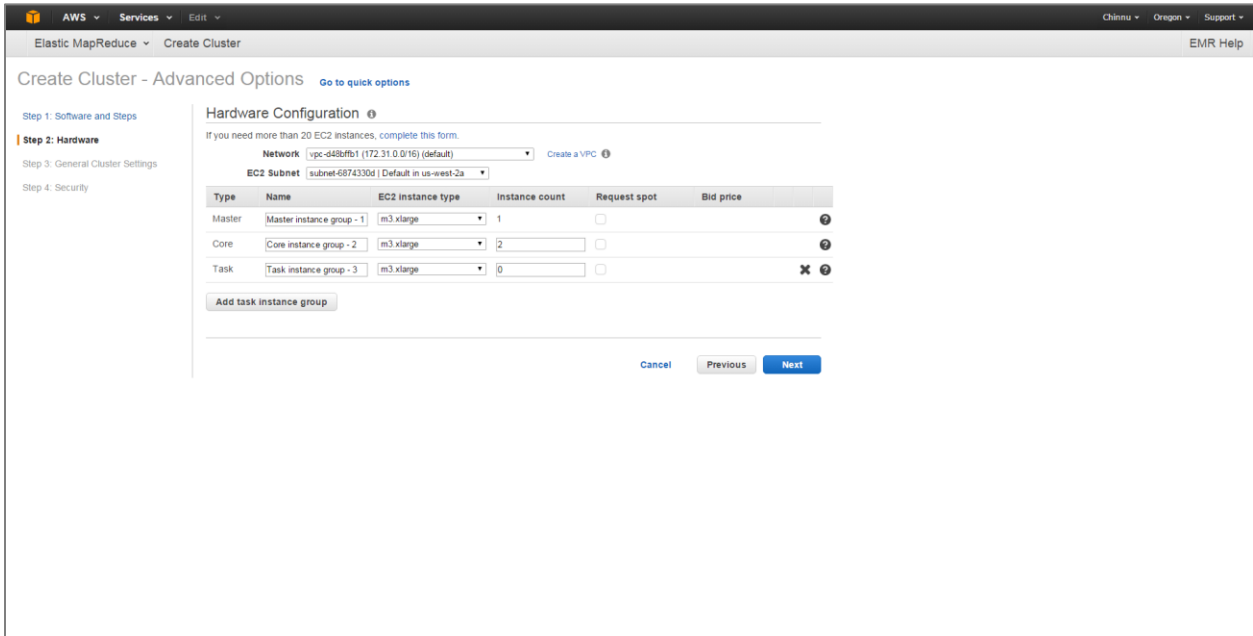 AWS Services Edit Chinnu Oregon Support
Elastic MapReduce Create Cluster EMR Help
Create Cluster - Advanced Options Go to quick options
Step 1: Software and Steps
Step 2: Hardware
Step 3: General Cluster Settings
Step 4: Security
Hardware Configuration
If you need more than 20 EC2 instances, complete this form.
Network vpc-d48bffb1 (172.31.0.0/16) (default) Create a VPC
EC2 Subnet subnet-6874330d | Default in us-west-2a
Type Name EC2 instance type Instance count Request spot Bid price
Master Master instance group - 1 m3.xlarge 1
Core Core instance group - 2 m3.xlarge 2
Task Task instance group - 3 m3.xlarge 0
Add task instance group
Cancel Previous Next